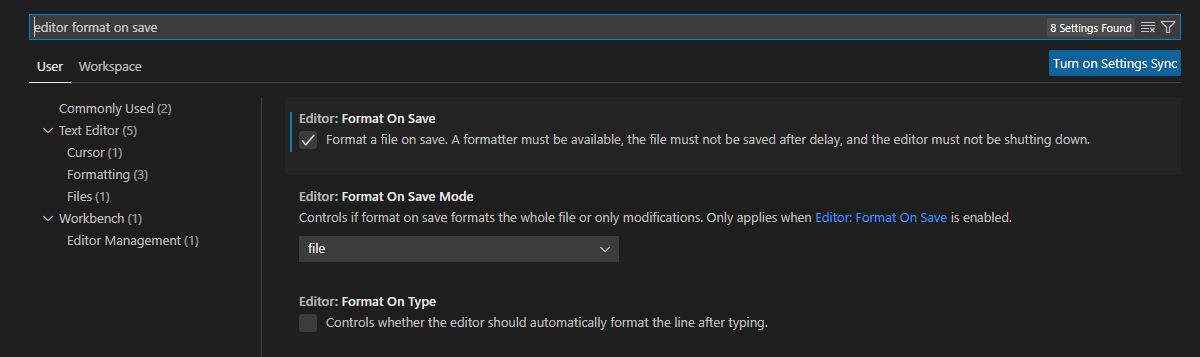 editor format on save
8 Settings Found
User
Workspace
Turn on Settings Sync
Commonly Used (2)
Text Editor (5)
Cursor (1)
Formatting (3)
Files (1)
Workbench (1)
Editor Management (1)
Editor: Format On Save
Format a file on save. A formatter must be available, the file must not be saved after delay, and the editor must not be shutting down.
Editor: Format On Save Mode
Controls if format on save formats the whole file or only modifications. Only applies when Editor: Format On Save is enabled.
file
Editor: Format On Type
Controls whether the editor should automatically format the line after typing.